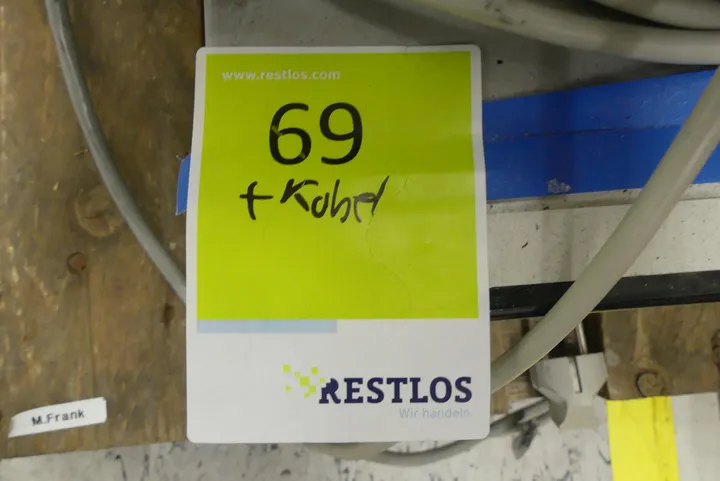 www.restlos.com
69
+ Kabel
RESTLOS
Wir handeln
M.Frank